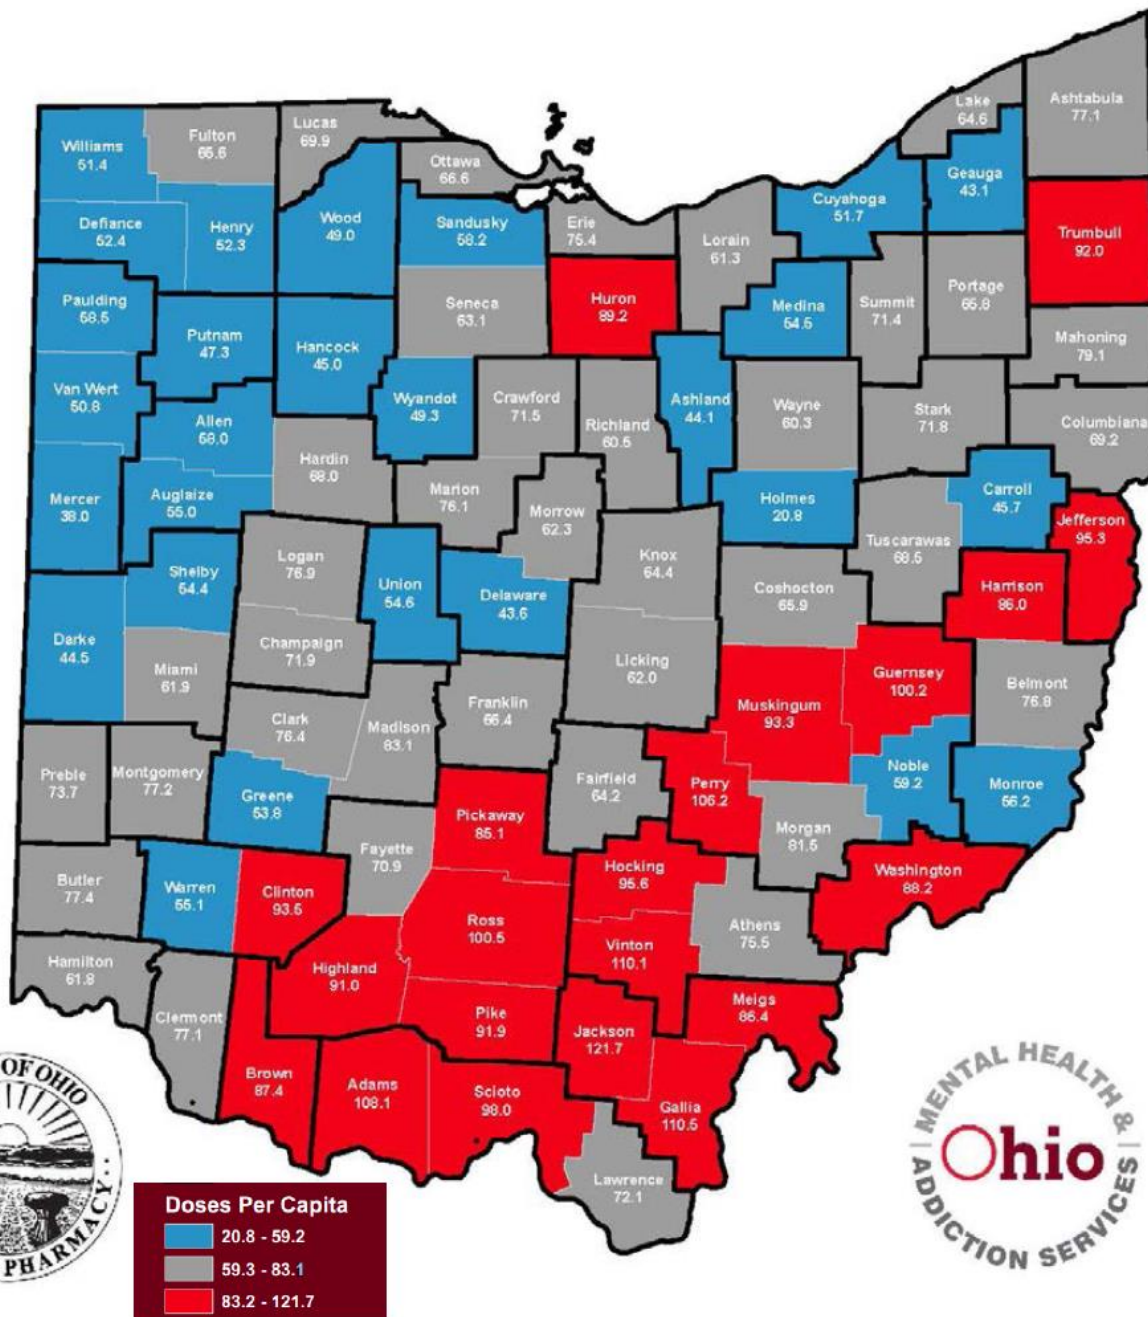 Ashtabula
77.1
Lake
64.6
Williams
51.4
Fulton
65.6
Lucas
69.9
Ottawa
66.6
Geauga
43.1
Cuyahoga
51.7
Defiance
52.4
Henry
52.3
Wood
49.0
Sandusky
58.2
Erie
75.4
Lorain
61.3
Trumbull
92.0
Paulding
58.5
Putnam
47.3
Hancock
45.0
Seneca
63.1
Huron
89.2
Medina
54.5
Summit
71.4
Portage
65.8
Mahoning
79.1
Van Wert
50.8
Allen
58.0
Wyandot
49.3
Crawford
71.5
Richland
60.5
Ashland
44.1
Wayne
60.3
Stark
71.8
Columbiana
69.2
Mercer
38.0
Auglaize
55.0
Hardin
68.0
Marion
76.1
Morrow
62.3
Holmes
20.8
Carroll
45.7
Jefferson
95.3
Tuscarawas
68.5
Shelby
54.4
Logan
76.9
Union
54.6
Delaware
43.6
Knox
64.4
Coshocton
65.9
Harrison
86.0
Darke
44.5
Miami
61.9
Champaign
71.9
Licking
62.0
Guernsey
100.2
Belmont
76.8
Clark
76.4
Madison
83.1
Franklin
66.4
Muskingum
93.3
Preble
73.7
Montgomery
77.2
Greene
53.8
Fairfield
64.2
Perry
106.2
Noble
59.2
Monroe
56.2
Pickaway
85.1
Morgan
81.5
Fayette
70.9
Hocking
95.6
Washington
88.2
Butler
77.4
Warren
55.1
Clinton
93.5
Ross
100.5
Athens
75.5
Vinton
110.1
Hamilton
61.8
Highland
91.0
Pike
91.9
Meigs
86.4
Clermont
77.1
Jackson
121.7
Brown
87.4
Adams
108.1
Scioto
98.0
Gallia
110.5
Lawrence
72.1
OF OHIO
PHARMACY
Doses Per Capita
20.8 - 59.2
59.3 - 83.1
83.2 - 121.7
MENTAL HEALTH &
Ohio
ADDICTION SERVICES